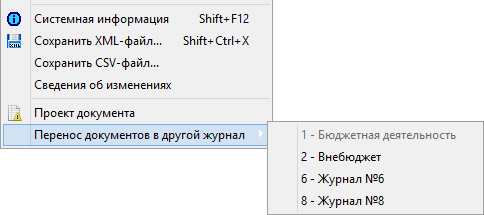 Системная информация Shift+F12
XML
Сохранить XML-файл... Shift+Ctrl+X
Сохранить CSV-файл...
Сведения об изменениях
Проект документа
Перенос документов в другой журнал
1 - Бюджетная деятельность
2 - Внебюджет
6 - Журнал №6
8 - Журнал №8